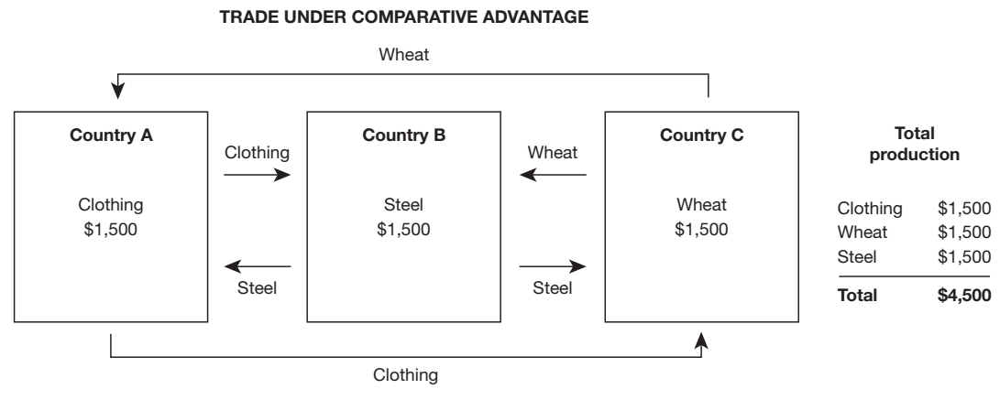 TRADE UNDER COMPARATIVE ADVANTAGE
Wheat
Country A
Clothing
$1,500
Clothing
Steel
Country B
Steel
$1,500
Wheat
Steel
Country C
Wheat
$1,500
Clothing
Total
production
Clothing $1,500
Wheat $1,500
Steel $1,500
Total $4,500